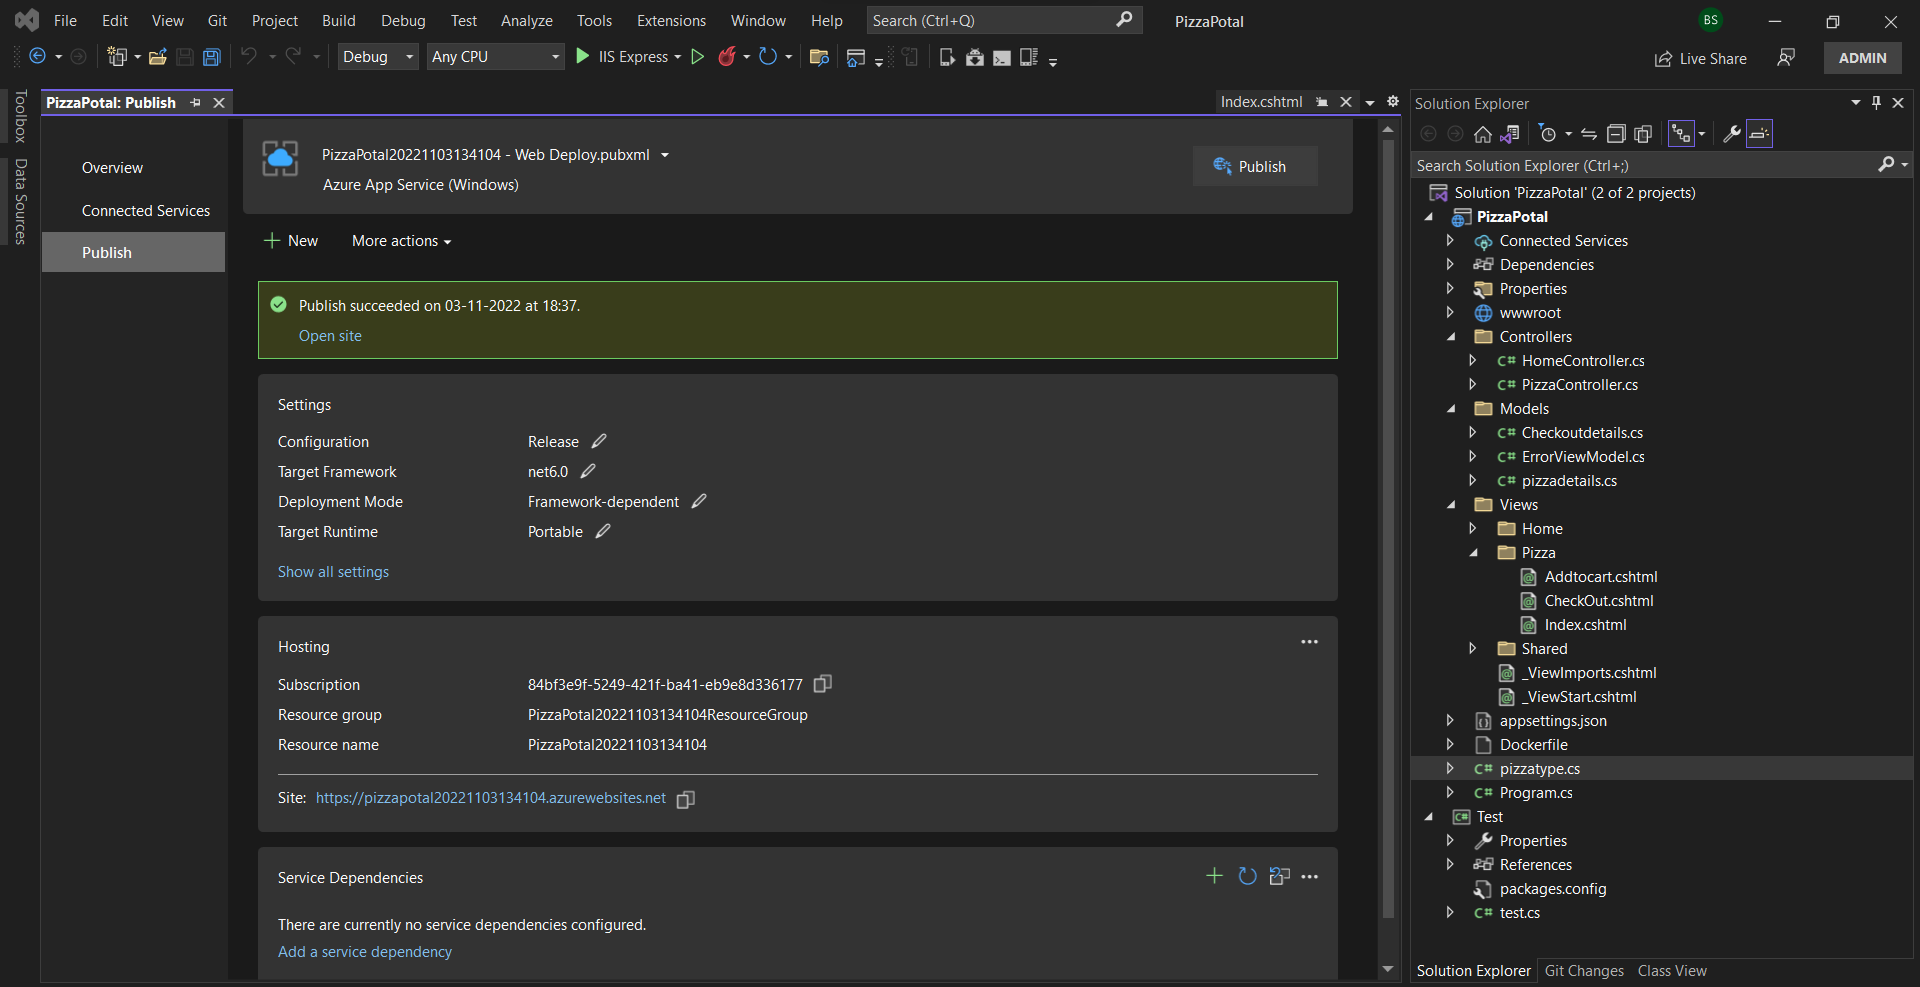 File Edit View Git Project Build Debug Test Analyze Tools Extensions Window Help Search (Ctrl+Q) PizzaPotal BS
Debug Any CPU IIS Express Live Share ADMIN
Toolbox
Data Sources
PizzaPotal: Publish
Index.cshtml
Overview
Connected Services
Publish
PizzaPotal20221103134104 - Web Deploy.pubxml
Azure App Service (Windows)
Publish
New More actions
Publish succeeded on 03-11-2022 at 18:37.
Open site
Settings
Configuration Release
Target Framework net6.0
Deployment Mode Framework-dependent
Target Runtime Portable
Show all settings
Hosting
Subscription 84bf3e9f-5249-421f-ba41-eb9e8d336177
Resource group PizzaPotal20221103134104ResourceGroup
Resource name PizzaPotal20221103134104
Site: https://pizzapotal20221103134104.azurewebsites.net
Service Dependencies
There are currently no service dependencies configured.
Add a service dependency
Solution Explorer
Search Solution Explorer (Ctrl+;)
Solution 'PizzaPotal' (2 of 2 projects)
PizzaPotal
Connected Services
Dependencies
Properties
wwwroot
Controllers
C# HomeController.cs
C# PizzaController.cs
Models
C# Checkoutdetails.cs
C# ErrorViewModel.cs
C# pizzadetails.cs
Views
Home
Pizza
Addtocart.cshtml
CheckOut.cshtml
Index.cshtml
Shared
_ViewImports.cshtml
_ViewStart.cshtml
appsettings.json
Dockerfile
C# pizzatype.cs
C# Program.cs
C# Test
Properties
References
packages.config
C# test.cs
Solution Explorer Git Changes Class View